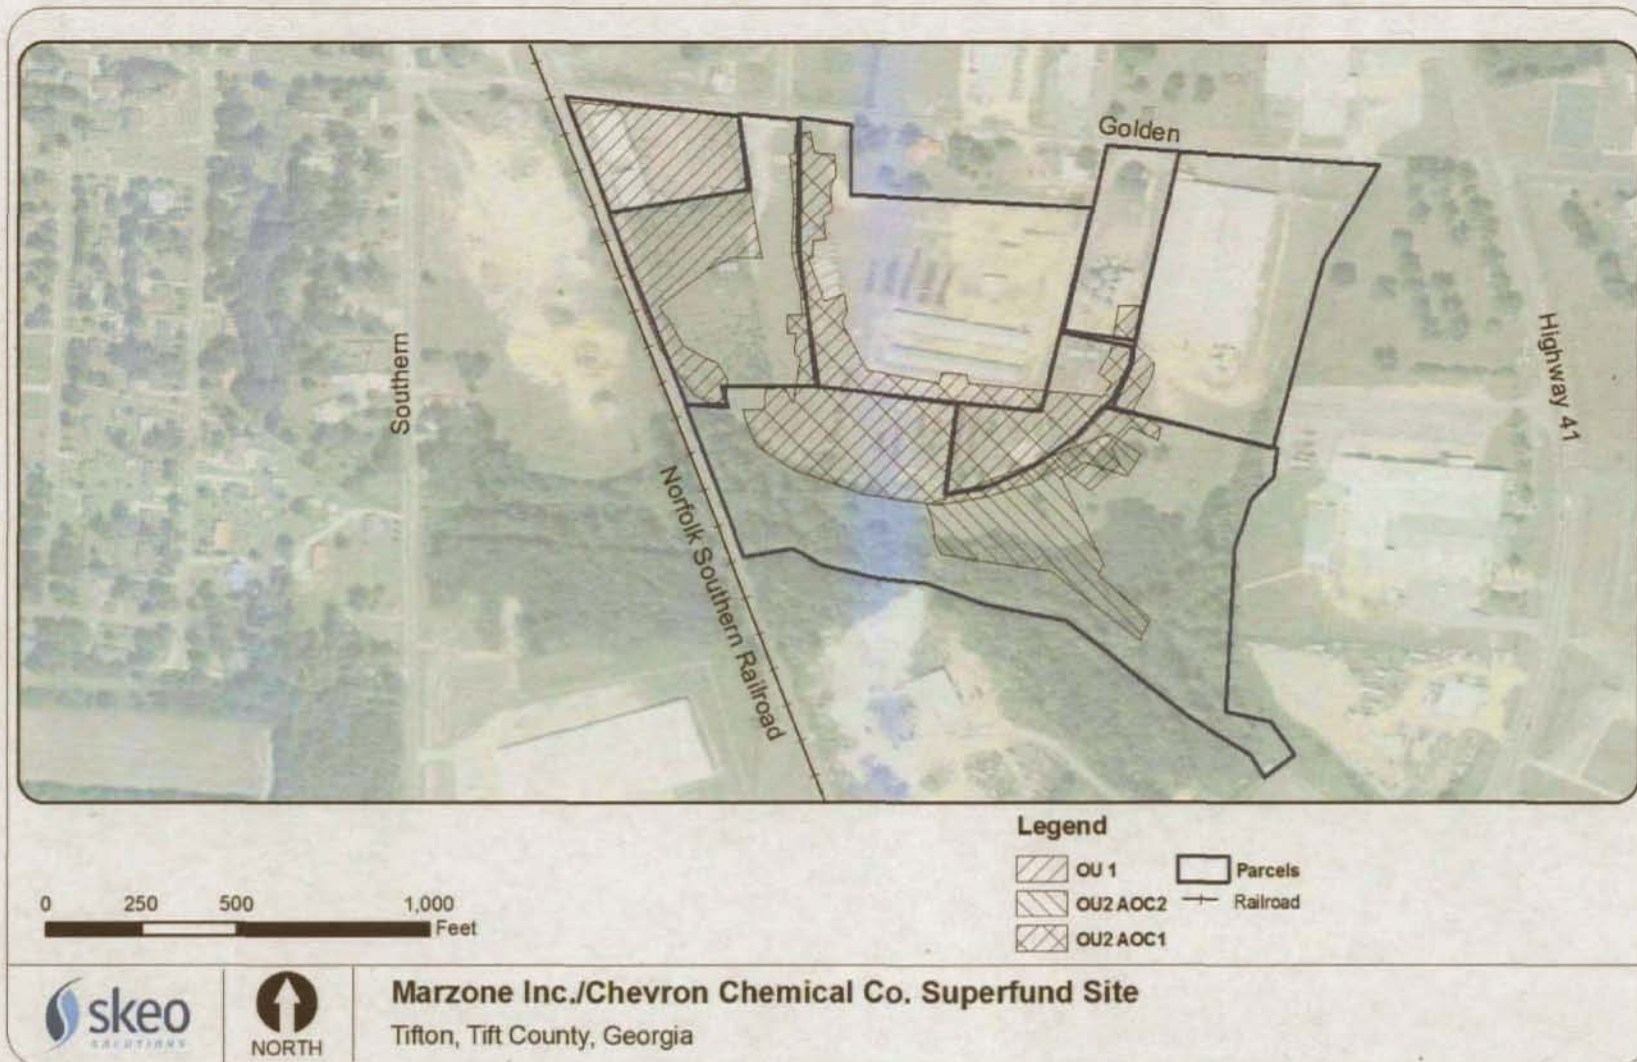 Golden
Southern
Highway 41
Norfolk Southern Railroad
Legend
OU 1
Parcels
OU2 AOC2
Railroad
OU2 AOC1
0 250 500 1,000
Feet
skeo
SOLUTIONS
NORTH
Marzone Inc./Chevron Chemical Co. Superfund Site
Tifton, Tift County, Georgia